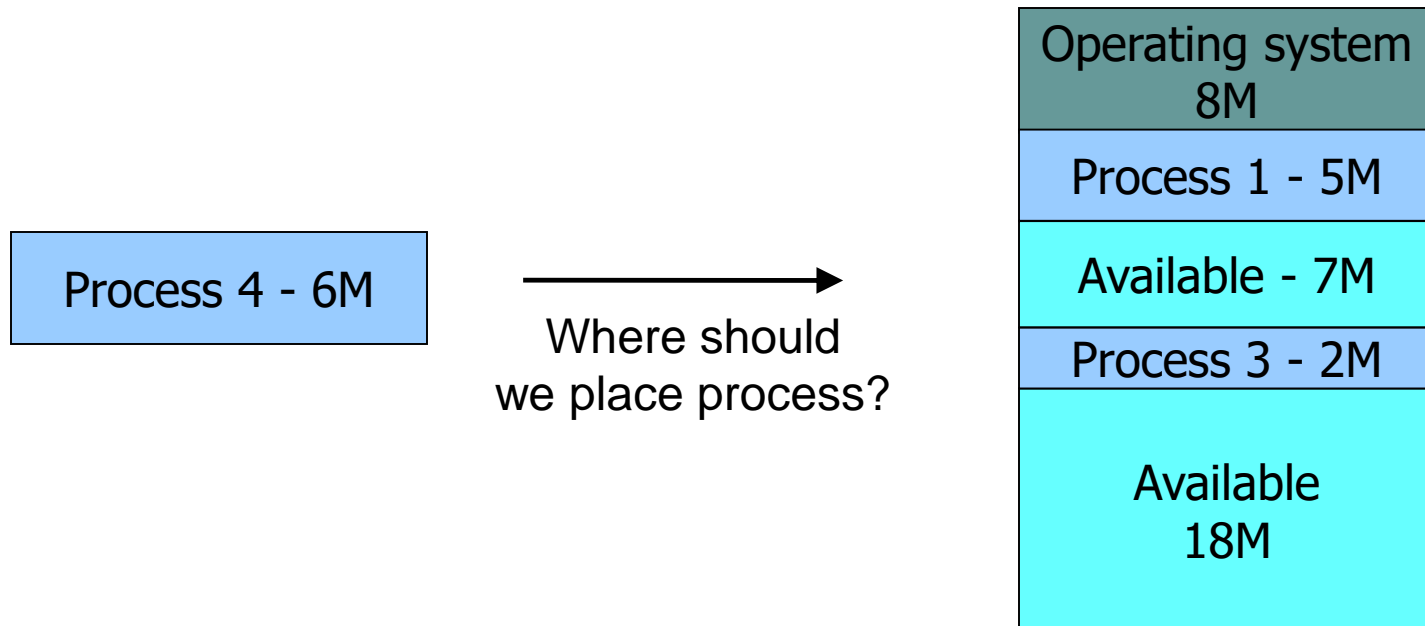 Process 4 - 6M
Where should
we place process?
Operating system
8M
Process 1 - 5M
Available - 7M
Process 3 - 2M
Available
18M